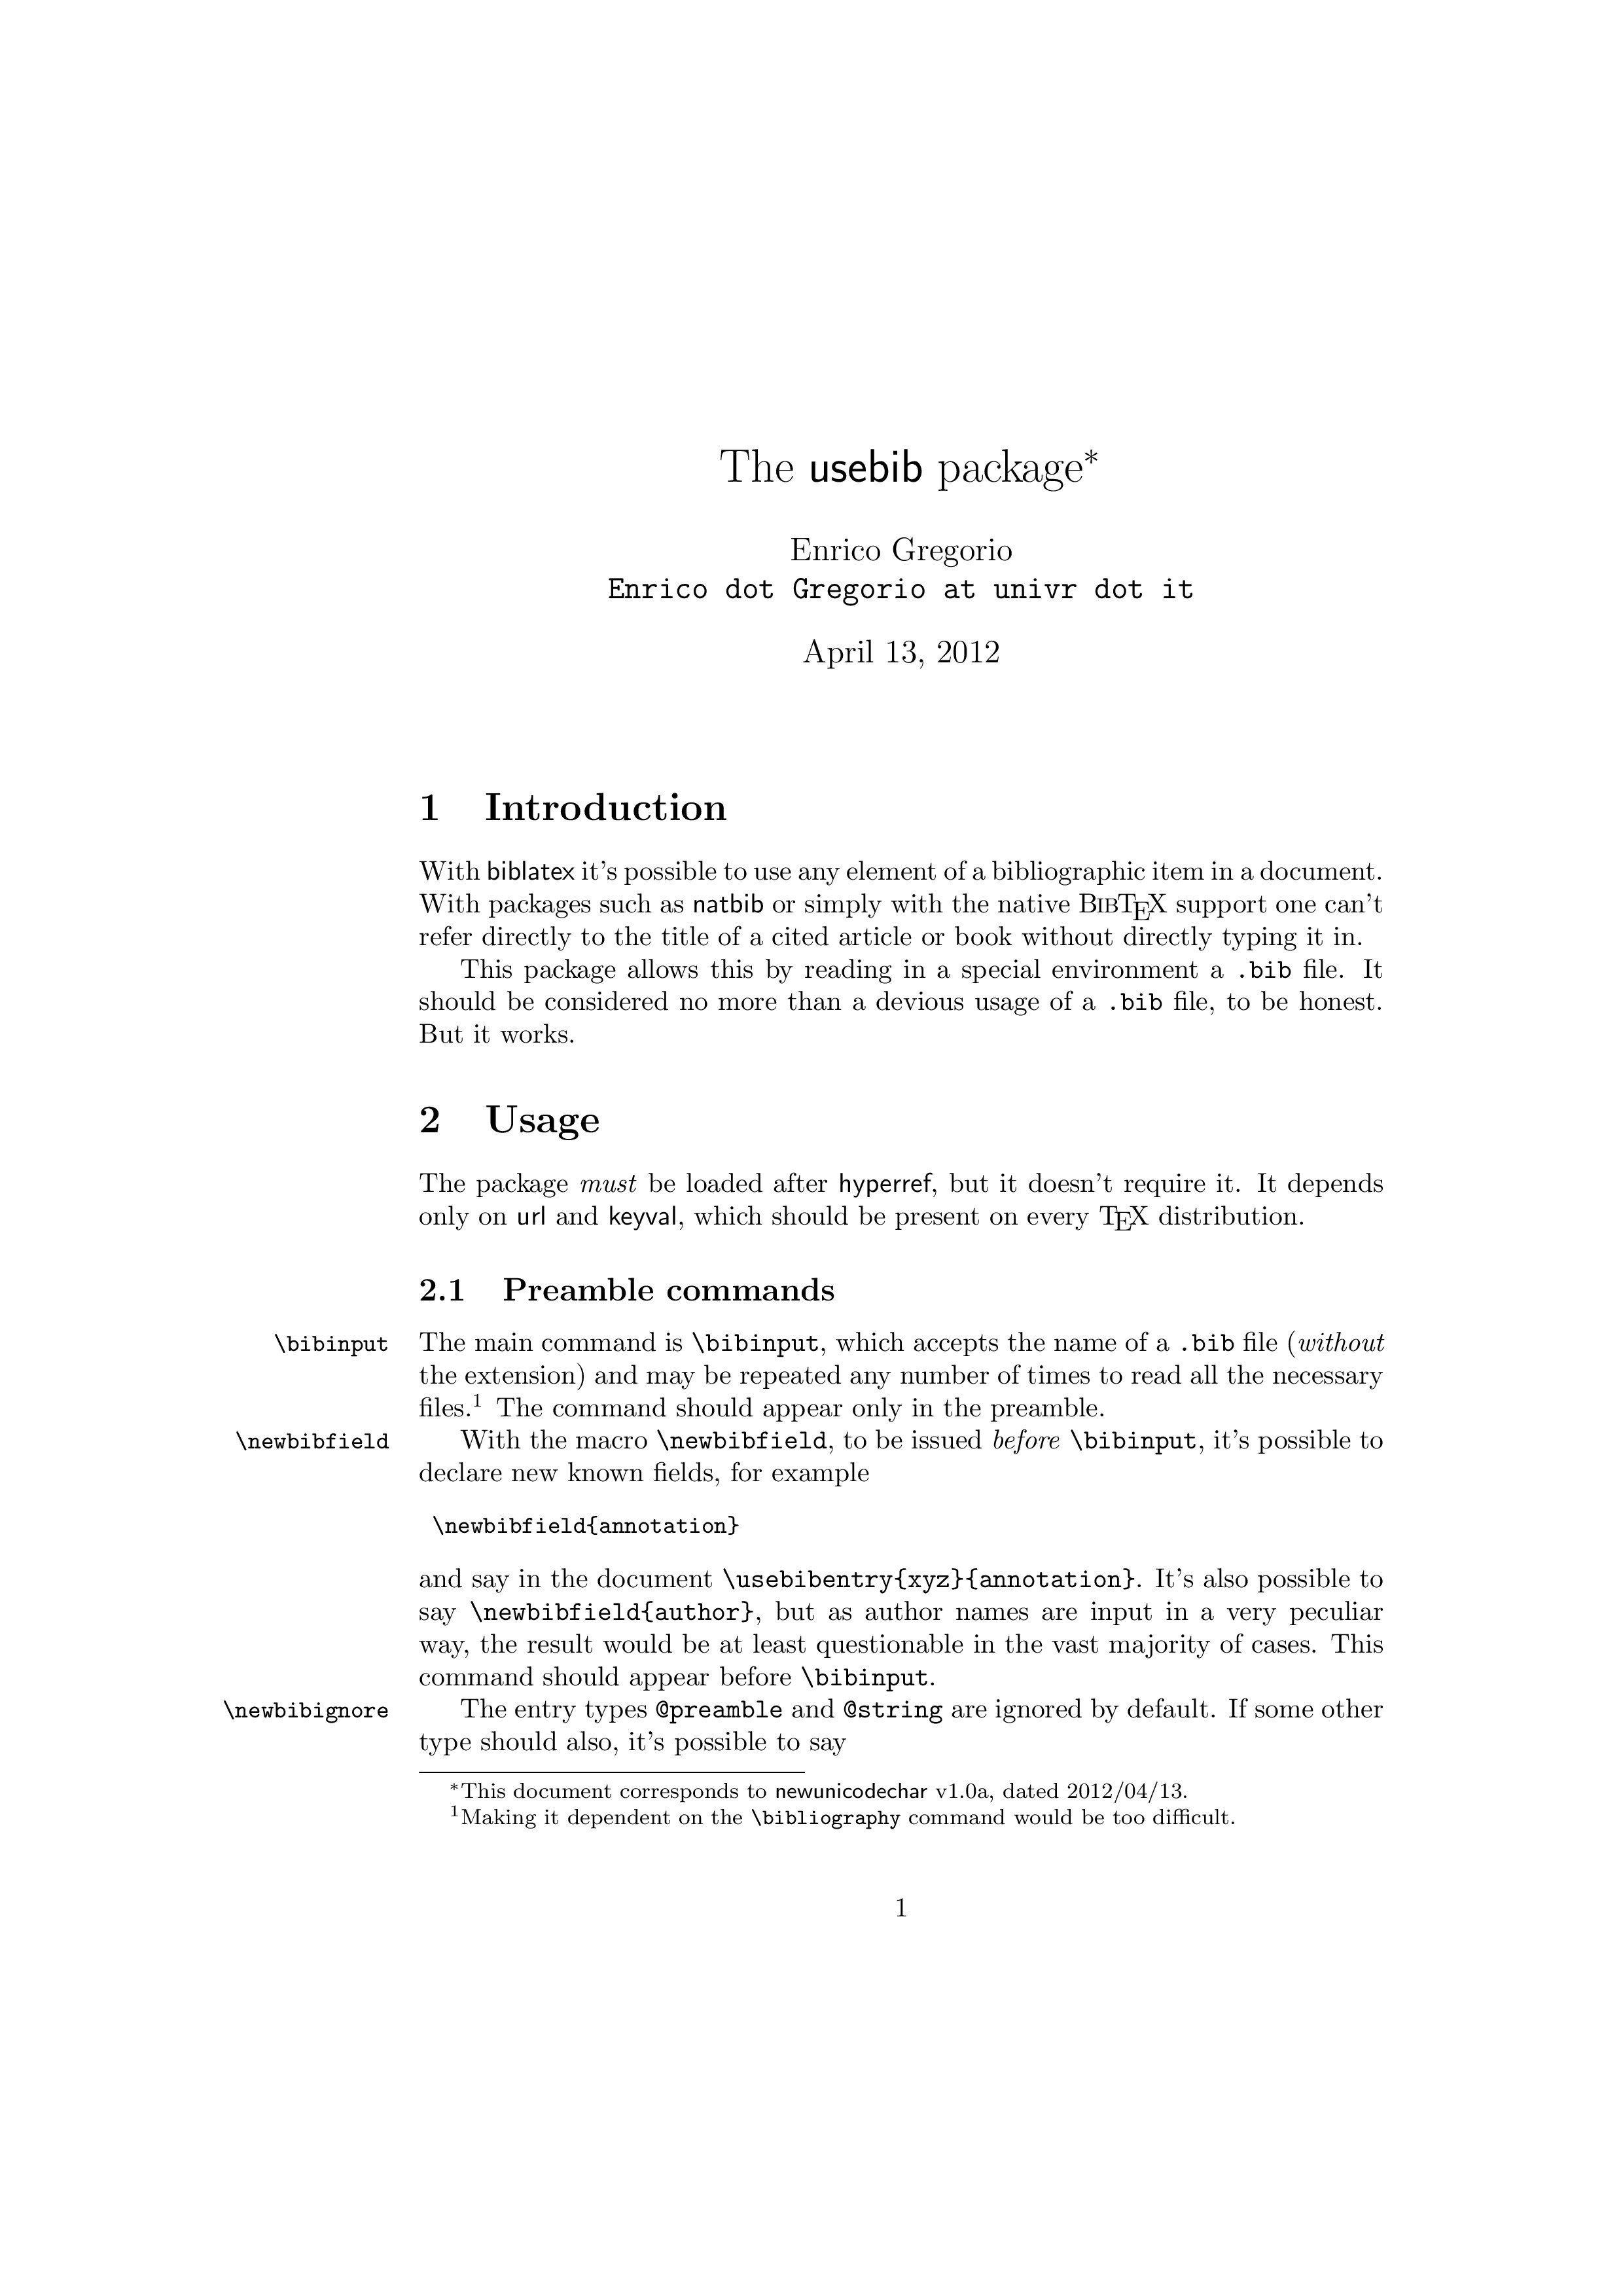 The usebib package*
Enrico Gregorio
Enrico dot Gregorio at univr dot it
April 13, 2012
1 Introduction
With biblatex it's possible to use any element of a bibliographic item in a document.
With packages such as natbib or simply with the native BIBTEX support one can't
refer directly to the title of a cited article or book without directly typing it in.
This package allows this by reading in a special environment a .bib file. It
should be considered no more than a devious usage of a .bib file, to be honest.
But it works.
2 Usage
The package must be loaded after hyperref, but it doesn't require it. It depends
only on url and keyval, which should be present on every TEX distribution.
2.1 Preamble commands
\bibinput The main command is \bibinput, which accepts the name of a .bib file (without
the extension) and may be repeated any number of times to read all the necessary
files.1 The command should appear only in the preamble.
\newbibfield With the macro \newbibfield, to be issued before \bibinput, it's possible to
declare new known fields, for example
\newbibfield{annotation}
and say in the document \usebibentry{xyz}{annotation}. It's also possible to
say \newbibfield{author}, but as author names are input in a very peculiar
way, the result would be at least questionable in the vast majority of cases. This
command should appear before \bibinput.
\newbibignore The entry types @preamble and @string are ignored by default. If some other
type should also, it's possible to say
*This document corresponds to newunicodechar v1.0a, dated 2012/04/13.
1Making it dependent on the \bibliography command would be too difficult.
1